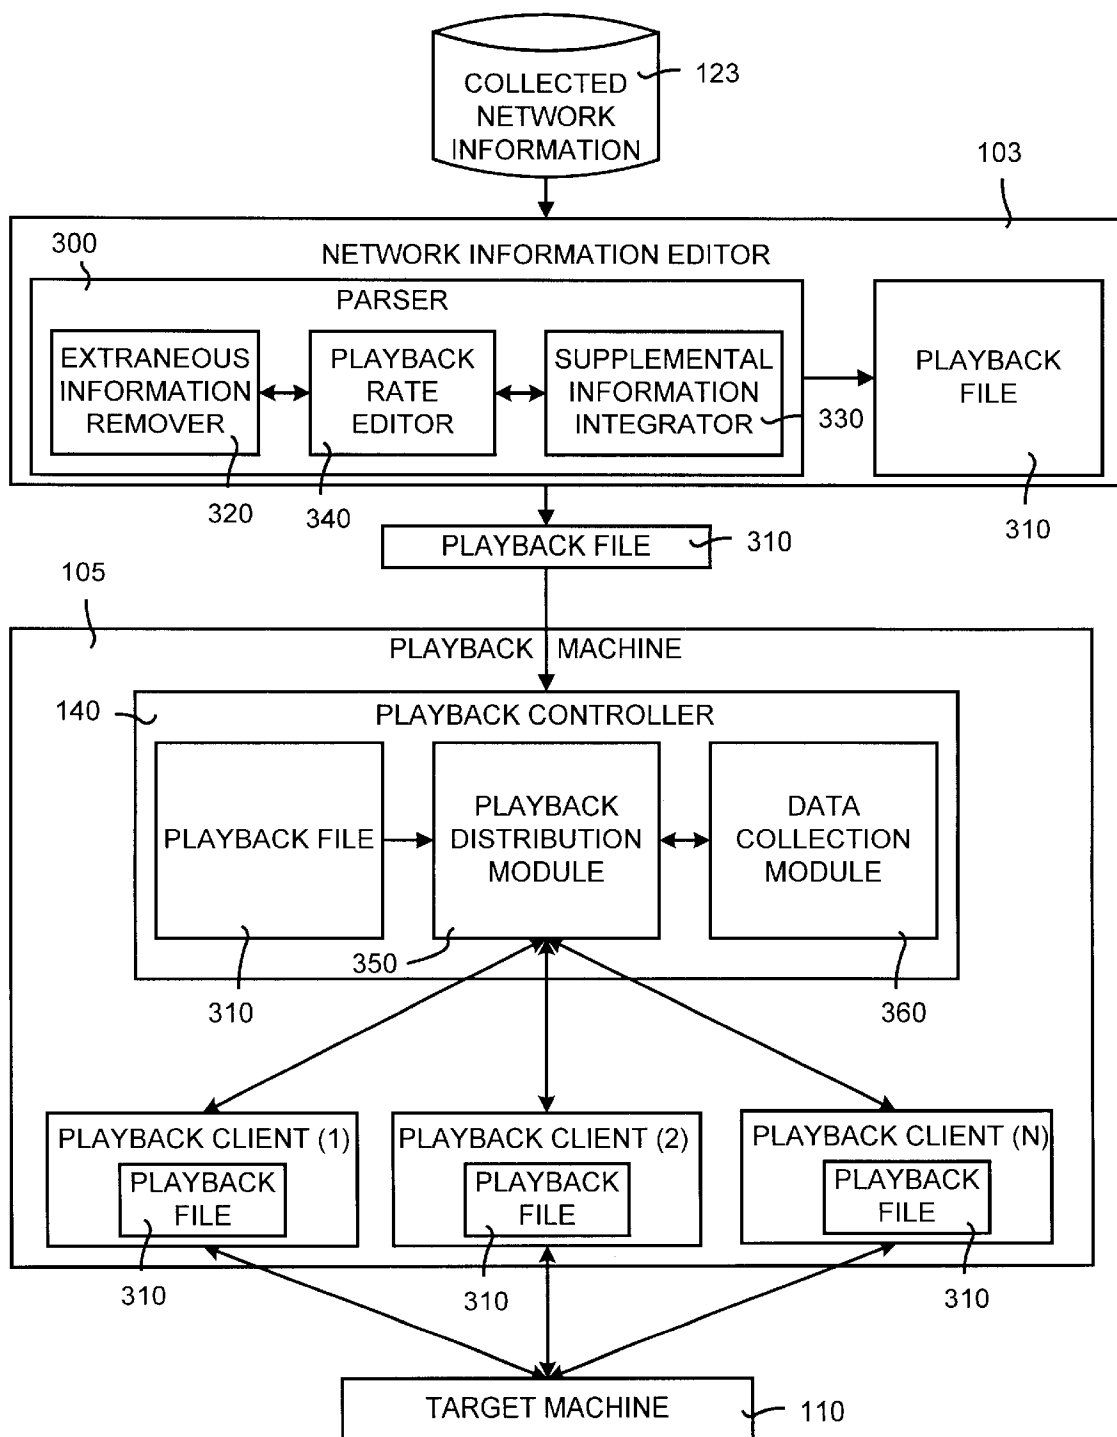 COLLECTED
NETWORK
INFORMATION
123
103
300
NETWORK INFORMATION EDITOR
PARSER
EXTRANEOUS
INFORMATION
REMOVER
PLAYBACK
RATE
EDITOR
SUPPLEMENTAL
INFORMATION
INTEGRATOR
330
PLAYBACK
FILE
320
340
310
PLAYBACK FILE
310
105
PLAYBACK MACHINE
140
PLAYBACK CONTROLLER
PLAYBACK FILE
PLAYBACK
DISTRIBUTION
MODULE
DATA
COLLECTION
MODULE
310
350
360
PLAYBACK CLIENT (1)
PLAYBACK
FILE
PLAYBACK CLIENT (2)
PLAYBACK
FILE
PLAYBACK CLIENT (N)
PLAYBACK
FILE
310
310
310
TARGET MACHINE
110